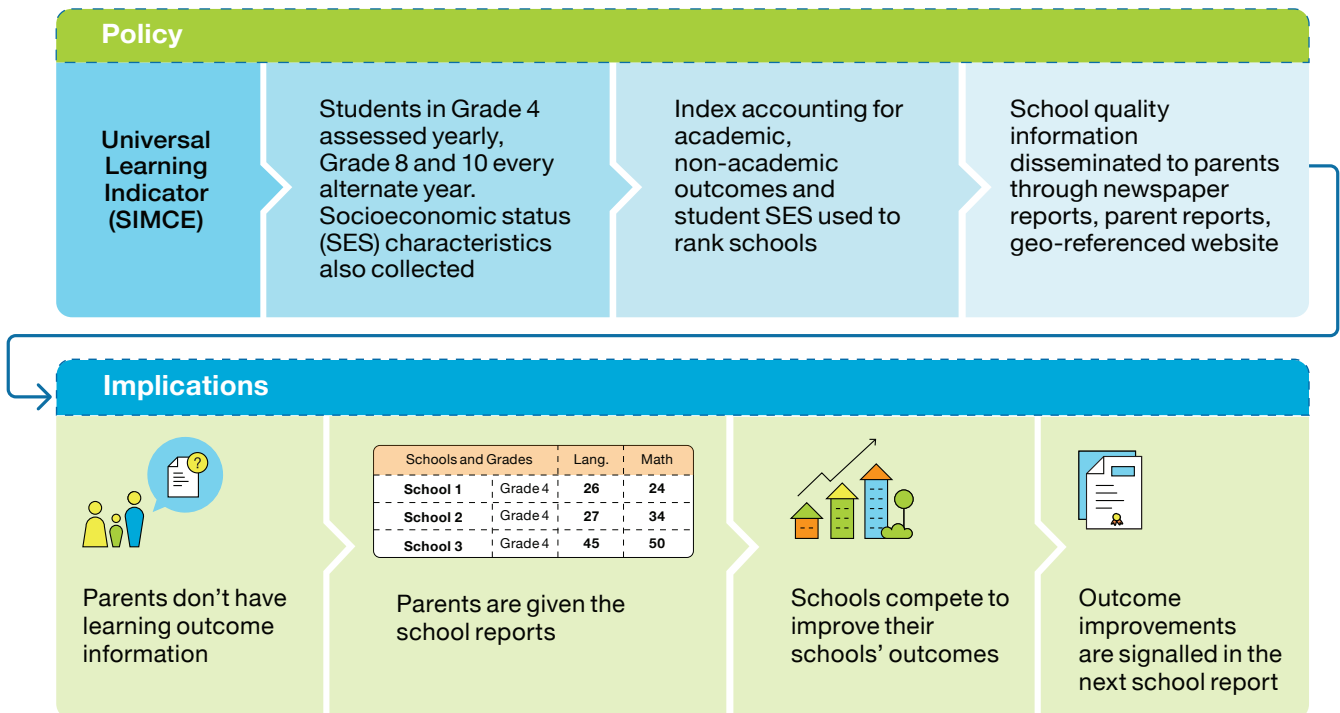 Policy
Universal
Learning
Indicator
(SIMCE)
Students in Grade 4
assessed yearly,
Grade 8 and 10 every
alternate year.
Socioeconomic status
(SES) characteristics
also collected
Index accounting for
academic,
non-academic
outcomes and
student SES used to
rank schools
School quality
information
disseminated to parents
through newspaper
reports, parent reports,
geo-referenced website
Implications
?
Parents don’t have
learning outcome
information
Schools and Grades Lang. Math
School 1 Grade 4 26 24
School 2 Grade 4 27 34
School 3 Grade 4 45 50
Parents are given the
school reports
Schools compete to
improve their
schools’ outcomes
Outcome
improvements
are signalled in the
next school report